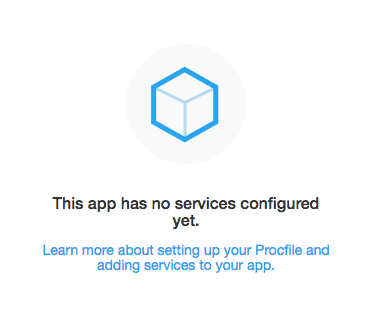 This app has no services configured
yet.
Learn more about setting up your Procfile and
adding services to your app.